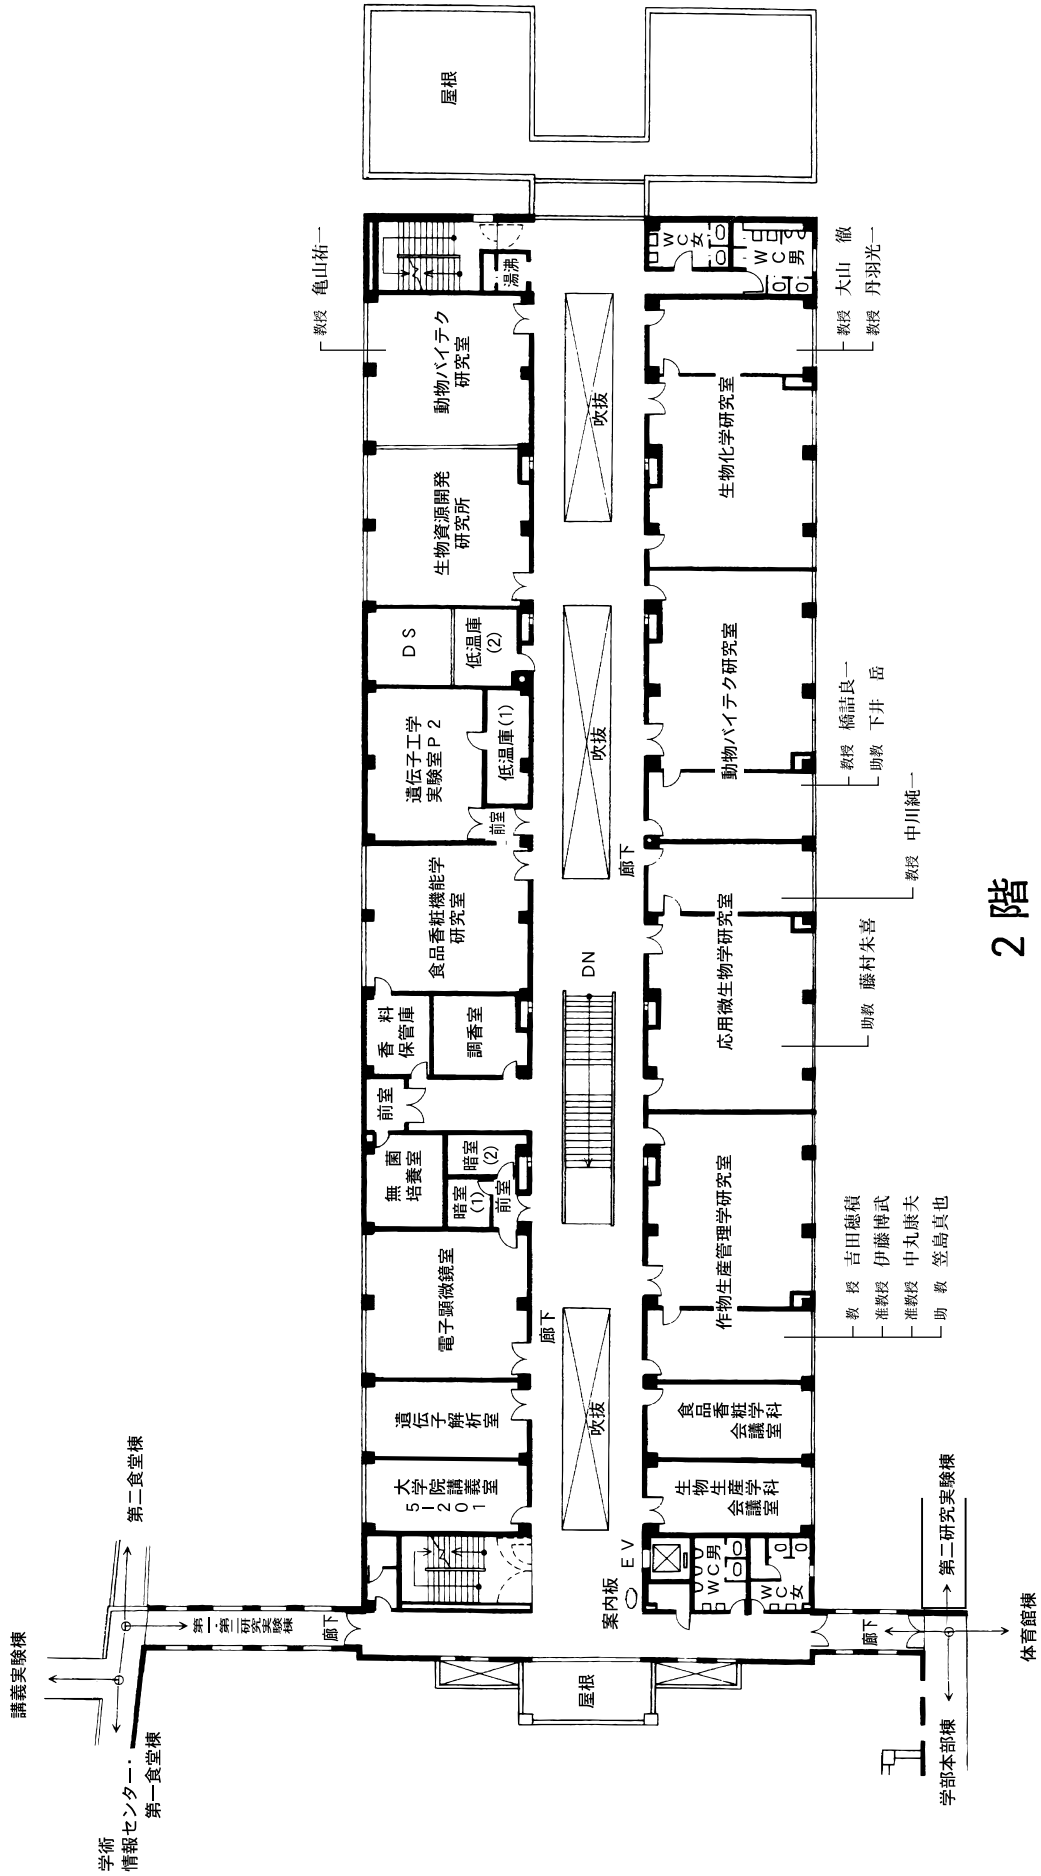 講義実験棟
第二食堂棟
学術
情報センター・
第一食堂棟
第一・第二研究実験棟
廊下
大学院講義室
5-201
遺伝子
解析室
電子顕微鏡室
無菌
培養室
暗室
(1)
暗室
(2)
前室
前室
香料
保管庫
調香室
食品香粧機能学
研究室
遺伝子工学
実験室P2
前室
低温庫(1)
DS
低温庫
(2)
生物資源開発
研究所
動物バイテク
研究室
教授 亀山祐一
湯沸
屋根
屋根
吹抜
廊下
DN
吹抜
廊下
吹抜
案内板
EV
WC男
WC女
生物生産学科
会議室
食品香粧学科
会議室
作物生産管理学研究室
教授 吉田穂積
准教授 伊藤博武
准教授 中丸康夫
助教 笠島真也
応用微生物学研究室
助教 藤村朱喜
教授 中川純一
動物バイテク研究室
教授 橋詰良一
助教 下井岳
生物化学研究室
教授 大山徹
教授 丹羽光一
WC女
WC男
廊下
第二研究実験棟
体育館棟
学部本部棟
2階